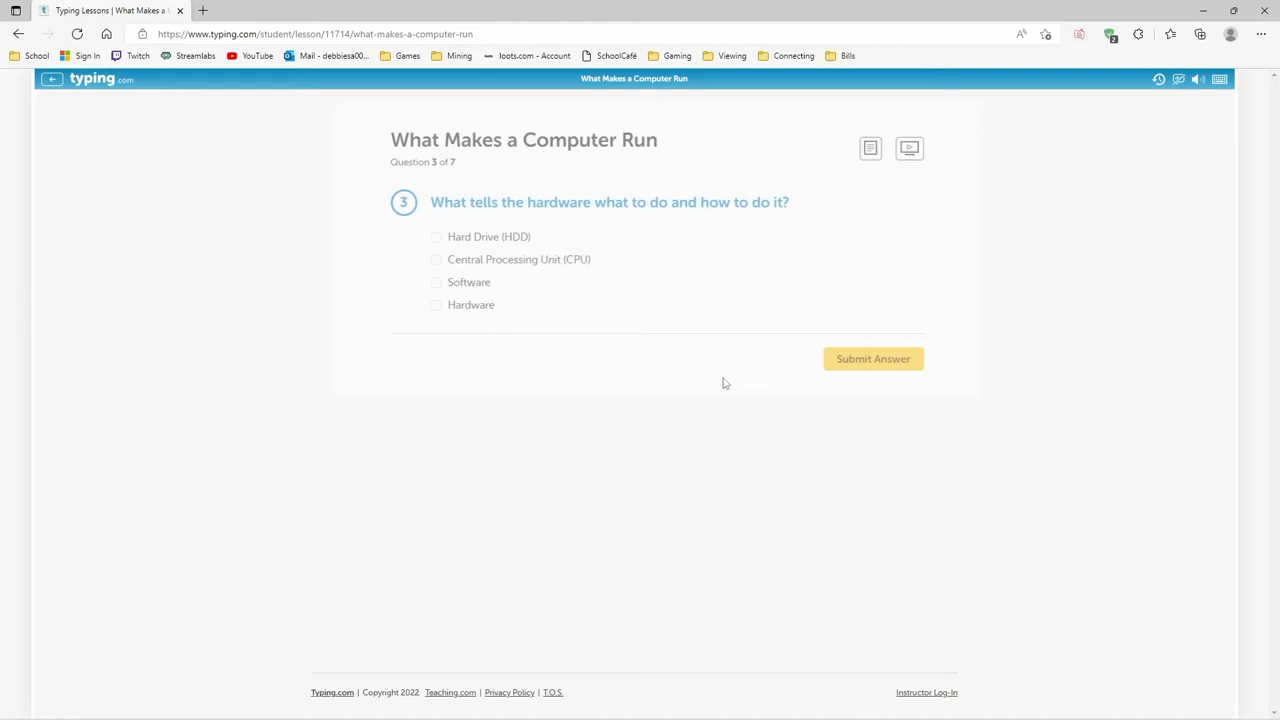 Typing Lessons | What Makes a C
https://www.typing.com/student/lesson/11714/what-makes-a-computer-run
School
Sign In
Twitch
Streamlabs
YouTube
Mail - debbiesa00...
Games
Mining
loots.com - Account
SchoolCafé
Gaming
Viewing
Connecting
Bills
2
typing.com
What Makes a Computer Run
What Makes a Computer Run
Question 3 of 7
3 What tells the hardware what to do and how to do it?
Hard Drive (HDD)
Central Processing Unit (CPU)
Software
Hardware
Submit Answer
Typing.com | Copyright 2022 Teaching.com | Privacy Policy | T.O.S.
Instructor Log-In